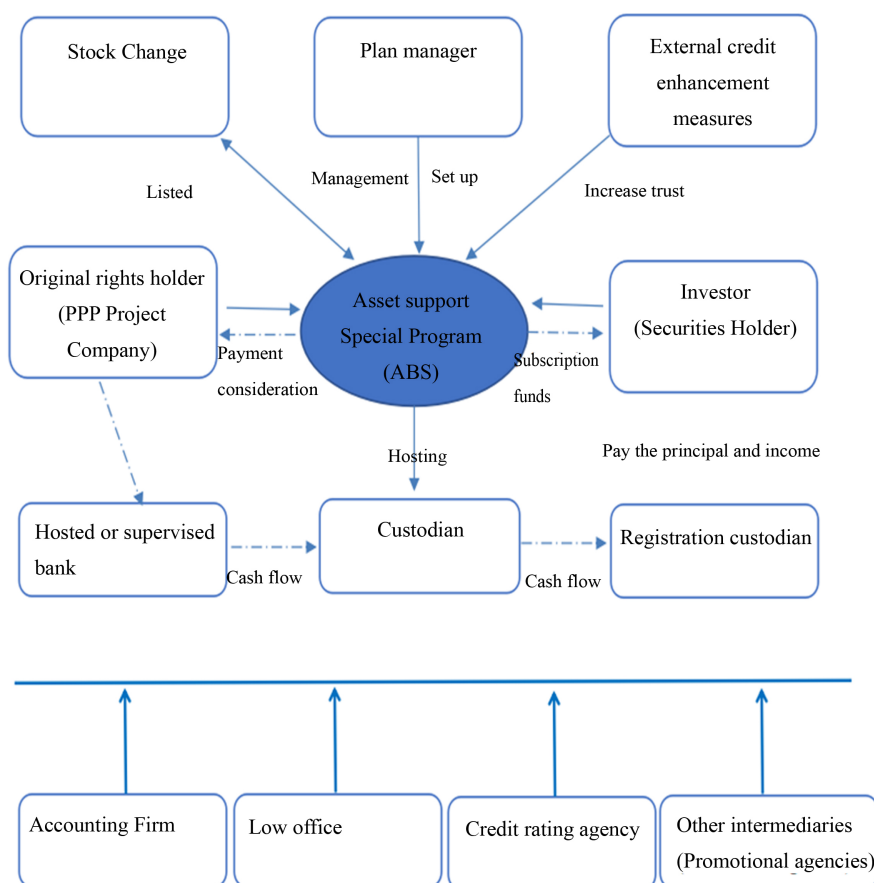 Stock Change
Plan manager
External credit
enhancement
measures
Listed
Management
Set up
Increase trust
Original rights holder
(PPP Project
Company)
Asset support
Special Program
(ABS)
Investor
(Securities Holder)
Payment
consideration
Subscription
funds
Hosting
Pay the principal and income
Hosted or supervised
bank
Cash flow
Custodian
Cash flow
Registration custodian
Accounting Firm
Low office
Credit rating agency
Other intermediaries
(Promotional agencies)